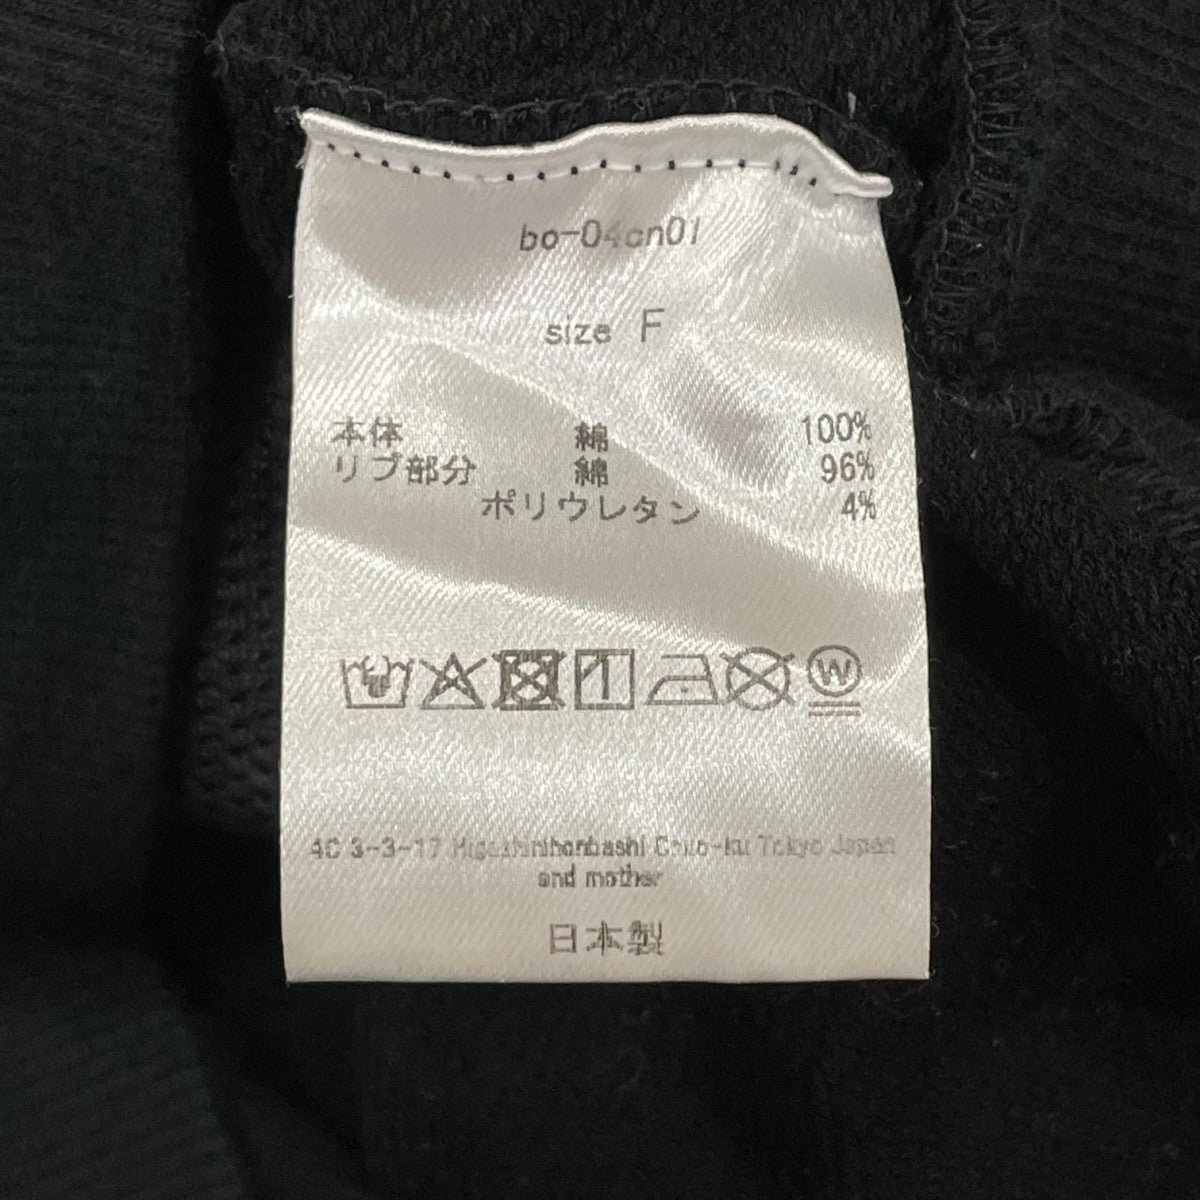 bo-04cn01
size F
本体 綿 100%
リブ部分 綿 96%
ポリウレタン 4%
W
4C 3-3-17 Higashinihonbashi Chuo-ku Tokyo Japan
and mother
日本製